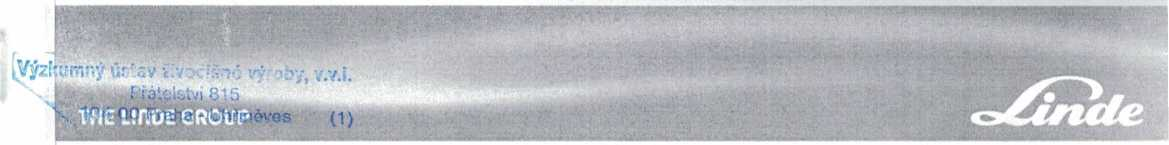 Výzkumný ústav živočišné výroby, v.v.i.
Přátelství 815
THE LINDE GROUP
(1)
Linde